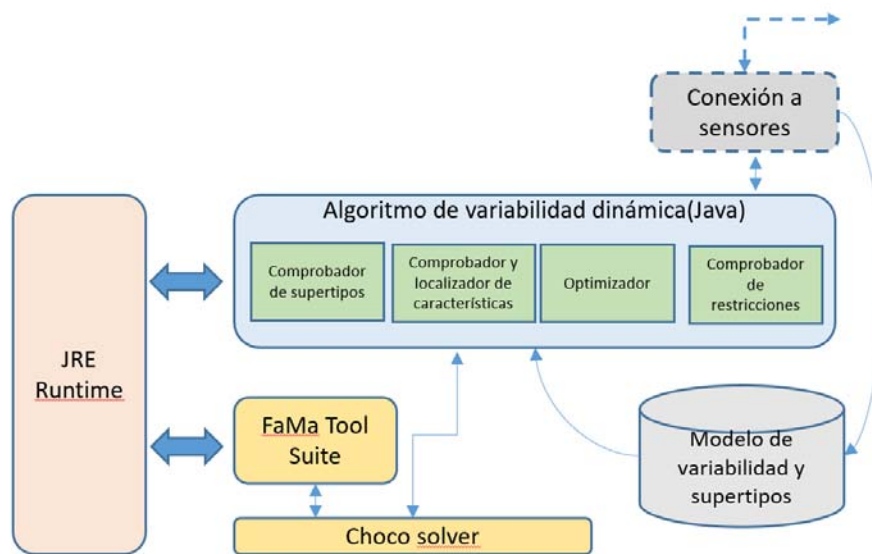 Conexión a
sensores
Algoritmo de variabilidad dinámica(Java)
Comprobador
de supertipos
Comprobador y
localizador de
características
Optimizador
Comprobador
de
restricciones
JRE
Runtime
FaMa Tool
Suite
Modelo de
variabilidad y
supertipos
Choco solver